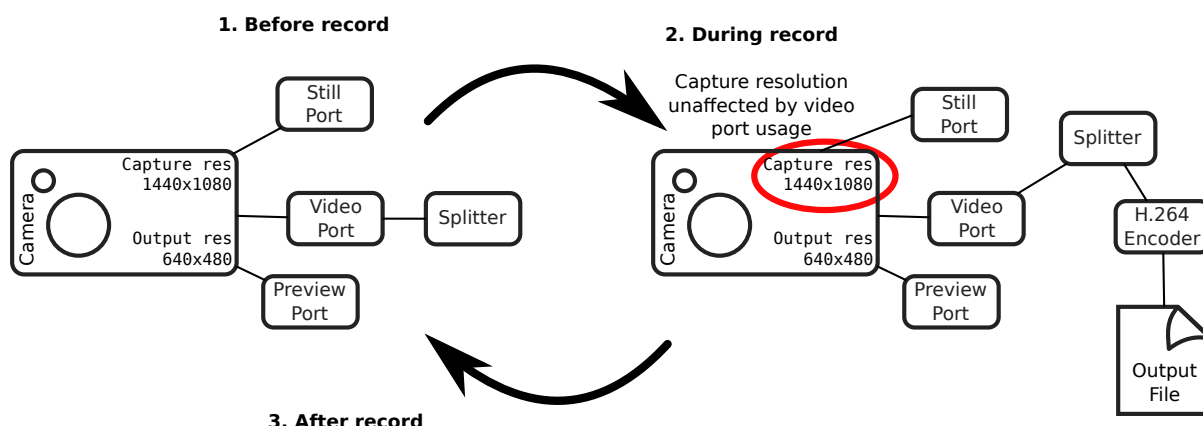 1. Before record
Still
Port
Capture res
1440x1080
Camera
Video
Port
Splitter
Output res
640x480
Preview
Port
2. During record
Capture resolution
unaffected by video
port usage
Still
Port
Splitter
Capture res
1440x1080
Camera
Video
Port
H.264
Encoder
Output res
640x480
Preview
Port
Output
File
3. After record